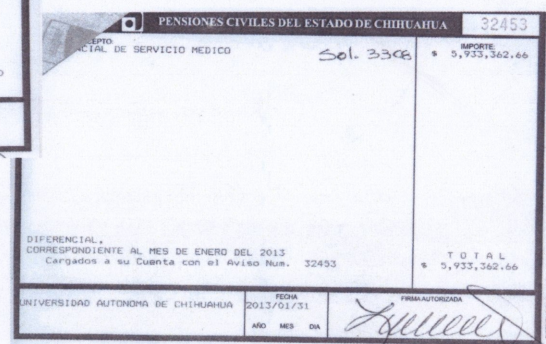 PENSIONES CIVILES DEL ESTADO DE CHIHUAHUA 32453
CIAL DE SERVICIO MEDICO
Sol. 3308
IMPORTE:
$ 5,933,362.66
DIFERENCIAL,
CORRESPONDIENTE AL MES DE ENERO DEL 2013
Cargados a su Cuenta con el Aviso Num. 32453
T O T A L
$ 5,933,362.66
UNIVERSIDAD AUTONOMA DE CHIHUAHUA
FECHA
2013/01/31
AÑO MES DIA
FIRMA AUTORIZADA